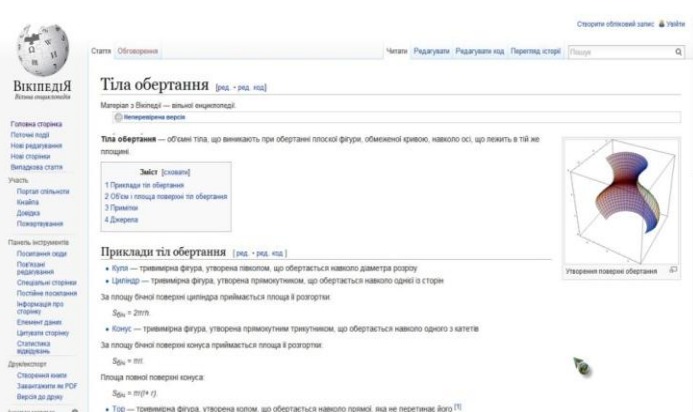 Створити обліковий запис Увійти
Стаття Обговорення Читати Редагувати Редагувати код Перегляд історії Пошук
ВікіпедіЯ
Вільна енциклопедія
Головна сторінка
Поточні події
Нові редагування
Нові сторінки
Випадкова стаття
Участь
Портал спільноти
Кнайпа
Довідка
Пожертвування
Панель інструментів
Посилання сюди
Пов'язані
редагування
Спеціальні сторінки
Постійне посилання
Інформація про
сторінку
Елемент даних
Цитувати сторінку
Статистика
відвідувань
Друк/експорт
Створення книги
Завантажити як PDF
Версія до друку
Тіла обертання [ред. • ред. код]
Матеріал з Вікіпедії — вільної енциклопедії.
Неперевірена версія
Тіла обертання — об'ємні тіла, що виникають при обертанні плоскої фігури, обмеженої кривою, навколо осі, що лежить в тій же
площині.
Зміст [сховати]
1 Приклади тіл обертання
2 Об'єм і площа поверхні тіл обертання
3 Примітки
4 Джерела
Утворення поверхні обертання
Приклади тіл обертання [ред. • ред. код]
• Куля — тривимірна фігура, утворена півколом, що обертається навколо діаметра розрізу
• Циліндр — тривимірна фігура, утворена прямокутником, що обертається навколо однієї із сторін
За площу бічної поверхні циліндра приймається площа її розгортки:
Sбіч = 2πrh.
• Конус — тривимірна фігура, утворена прямокутним трикутником, що обертається навколо одного з катетів
За площу бічної поверхні конуса приймається площа її розгортки:
Sбіч = πrl.
Площа повної поверхні конуса:
Sбіч = πr(l+ r).
• Тор — тривимірна фігура, утворена колом, що обертається навколо прямої, яка не перетинає його [1]